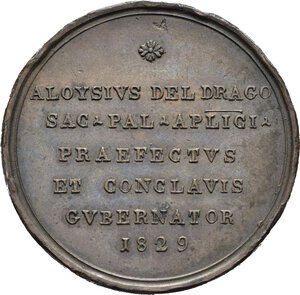 ALOYSIVS DEL DRAGO
SAC PAL APLICI
PRAEFECTVS
ET CONCLAVIS
GVBERNATOR
1829